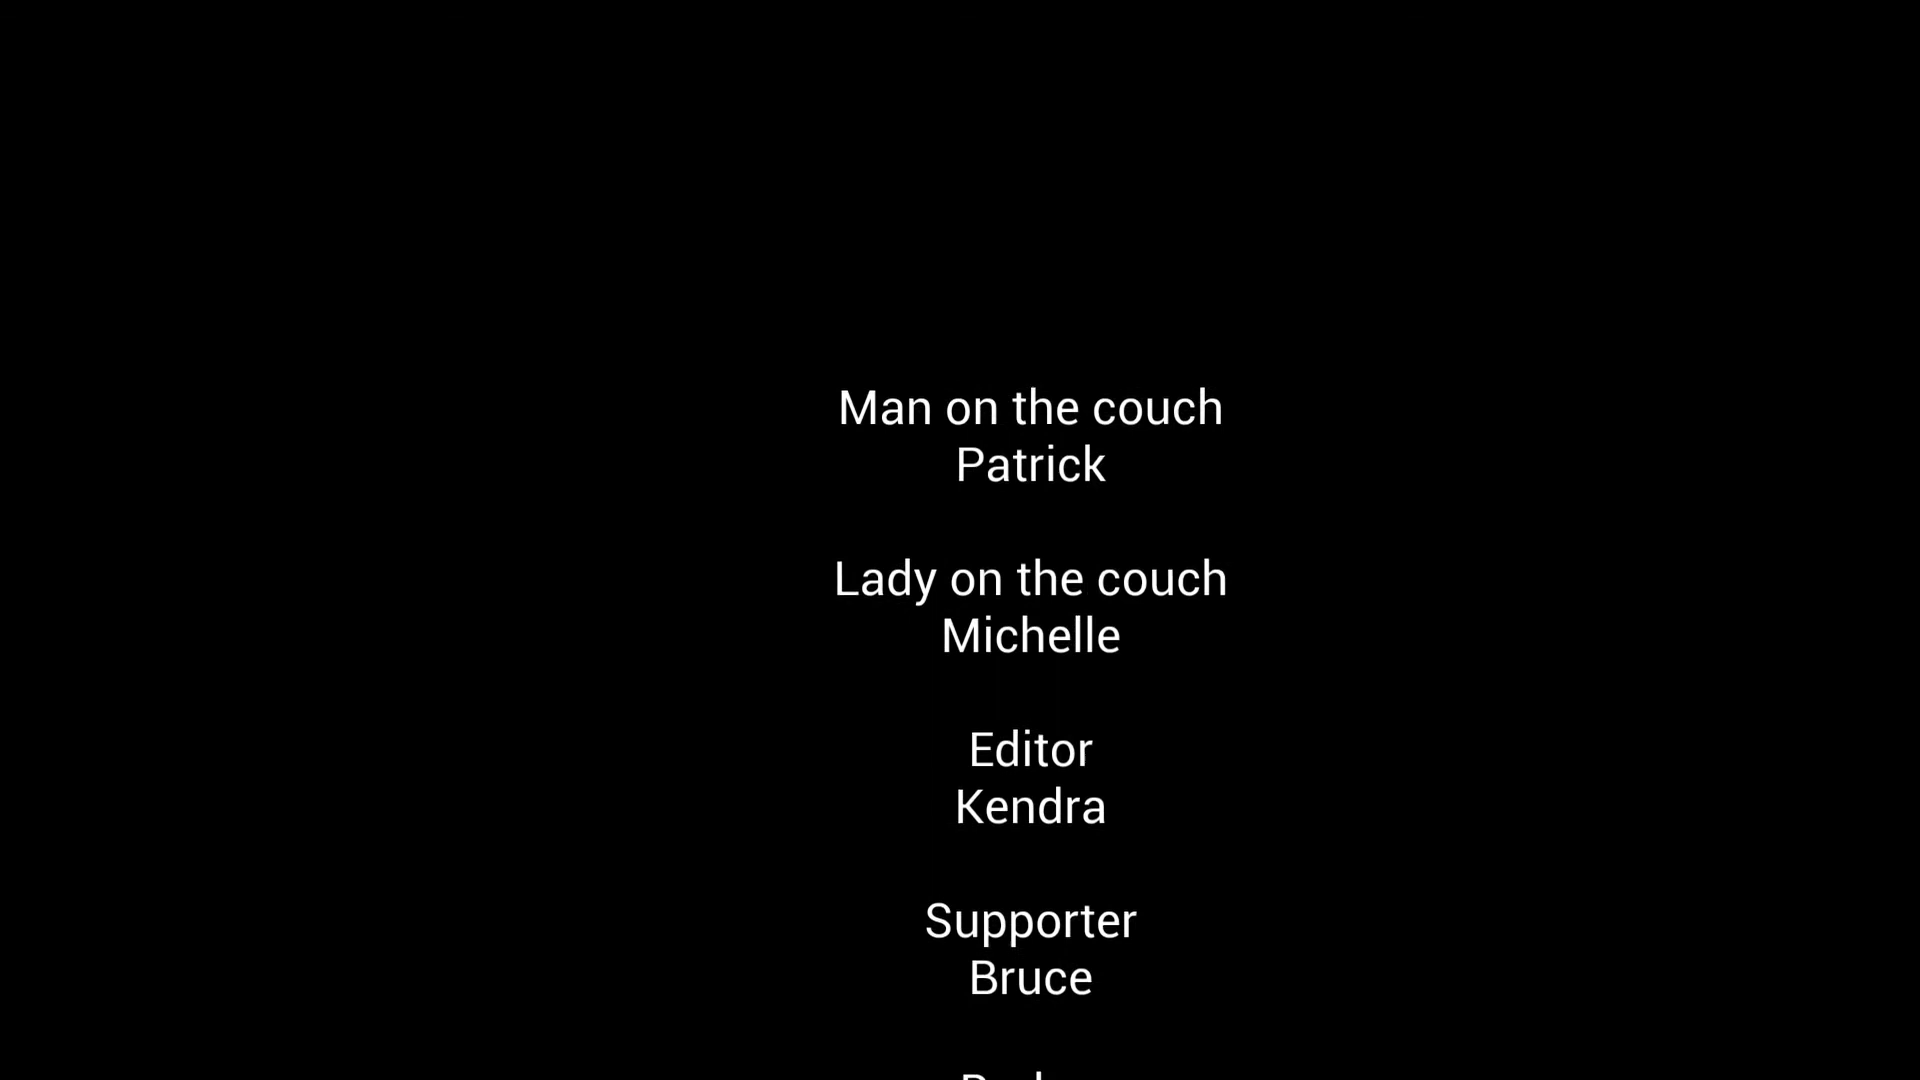 Man on the couch
Patrick
Lady on the couch
Michelle
Editor
Kendra
Supporter
Bruce